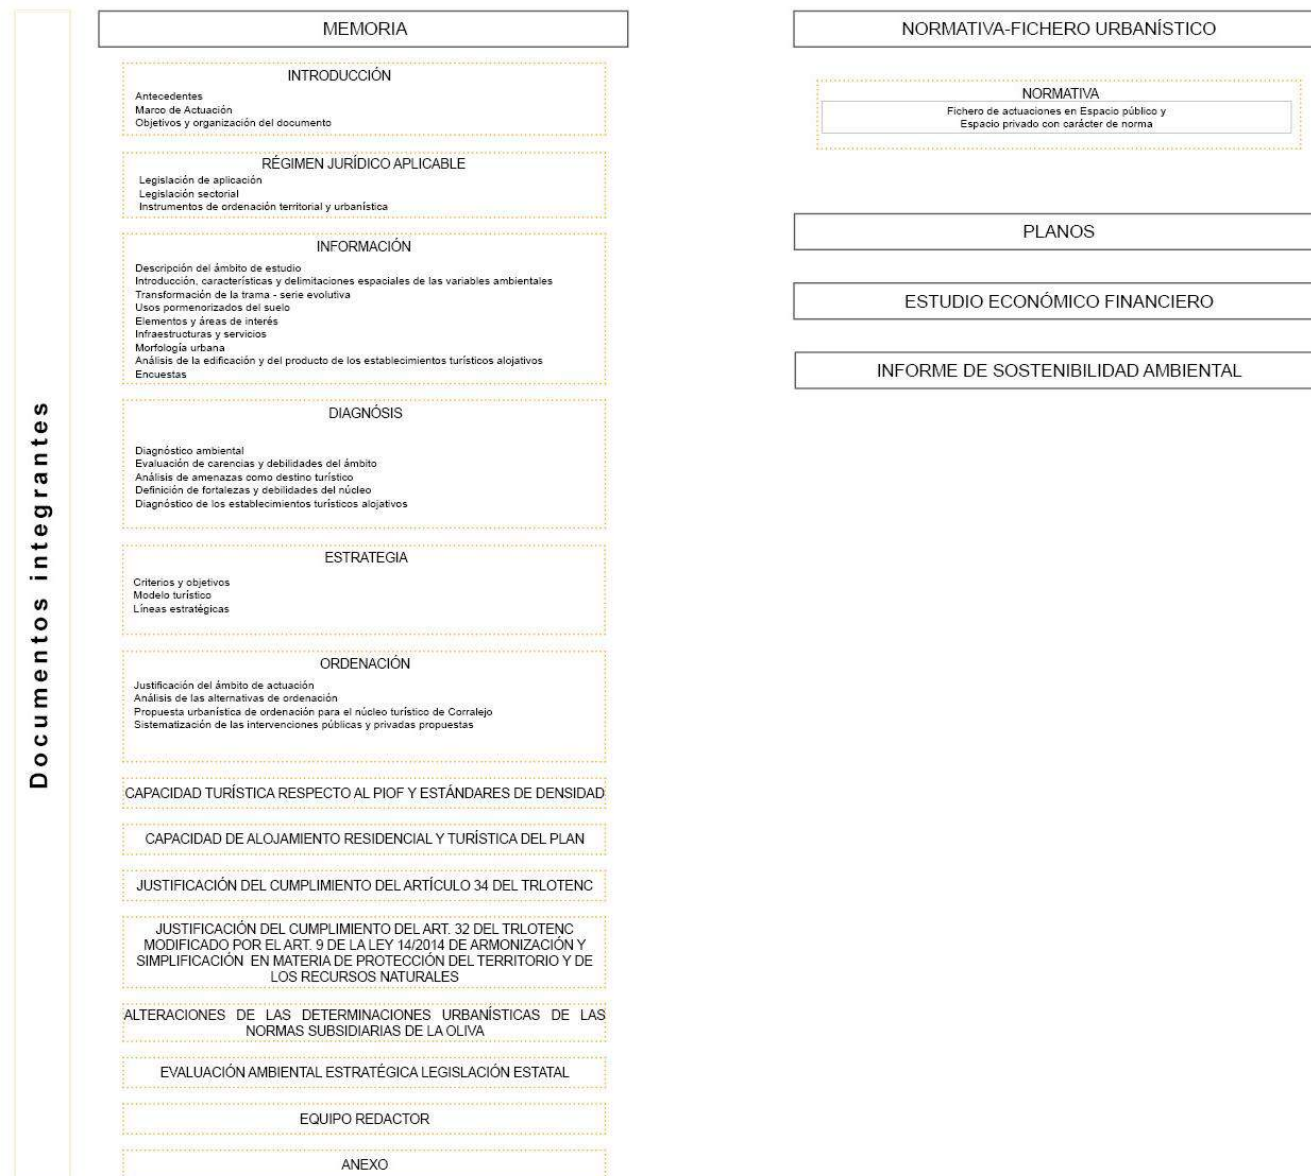 Documentos integrantes
MEMORIA
INTRODUCCIÓN
Antecedentes
Marco de Actuación
Objetivos y organización del documento
RÉGIMEN JURÍDICO APLICABLE
Legislación de aplicación
Legislación sectorial
Instrumentos de ordenación territorial y urbanística
INFORMACIÓN
Descripción del ámbito de estudio
Introducción, características y delimitaciones espaciales de las variables ambientales
Transformación de la trama - serie evolutiva
Usos pormenorizados del suelo
Elementos y áreas de interés
Infraestructuras y servicios
Morfología urbana
Análisis de la edificación y del producto de los establecimientos turísticos alojativos
Encuestas
DIAGNÓSIS
Diagnóstico ambiental
Evaluación de carencias y debilidades del ámbito
Análisis de amenazas como destino turístico
Definición de fortalezas y debilidades del núcleo
Diagnóstico de los establecimientos turísticos alojativos
ESTRATEGIA
Criterios y objetivos
Modelo turístico
Líneas estratégicas
ORDENACIÓN
Justificación del ámbito de actuación
Análisis de las alternativas de ordenación
Propuesta urbanística de ordenación para el núcleo turístico de Corralejo
Sistematización de las intervenciones públicas y privadas propuestas
CAPACIDAD TURÍSTICA RESPECTO AL PIOF Y ESTÁNDARES DE DENSIDAD
CAPACIDAD DE ALOJAMIENTO RESIDENCIAL Y TURÍSTICA DEL PLAN
JUSTIFICACIÓN DEL CUMPLIMIENTO DEL ARTÍCULO 34 DEL TRLOTENC
JUSTIFICACIÓN DEL CUMPLIMIENTO DEL ART. 32 DEL TRLOTENC
MODIFICADO POR EL ART. 9 DE LA LEY 14/2014 DE ARMONIZACIÓN Y
SIMPLIFICACIÓN EN MATERIA DE PROTECCIÓN DEL TERRITORIO Y DE
LOS RECURSOS NATURALES
ALTERACIONES DE LAS DETERMINACIONES URBANÍSTICAS DE LAS
NORMAS SUBSIDIARIAS DE LA OLIVA
EVALUACIÓN AMBIENTAL ESTRATÉGICA LEGISLACIÓN ESTATAL
EQUIPO REDACTOR
ANEXO
NORMATIVA-FICHERO URBANÍSTICO
NORMATIVA
Fichero de actuaciones en Espacio público y
Espacio privado con carácter de norma
PLANOS
ESTUDIO ECONÓMICO FINANCIERO
INFORME DE SOSTENIBILIDAD AMBIENTAL